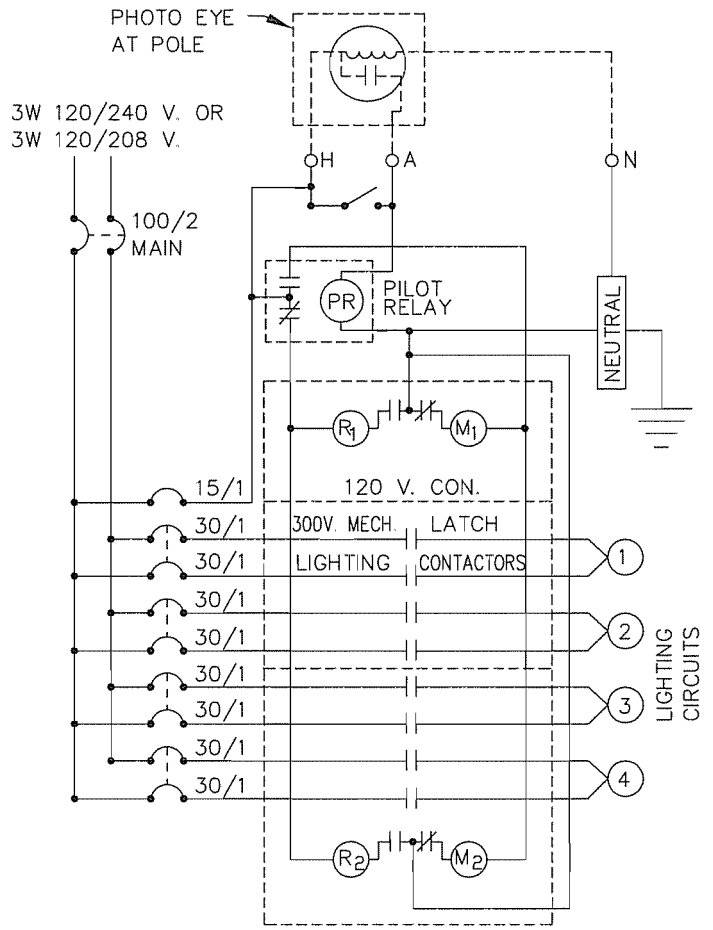 PHOTO EYE
AT POLE
3W 120/240 V. OR
3W 120/208 V.
H
A
N
100/2
MAIN
PR
PILOT
RELAY
NEUTRAL
R1
M1
15/1
120 V. CON.
30/1
300V. MECH. LATCH
30/1
LIGHTING CONTACTORS
1
30/1
30/1
2
30/1
30/1
3
30/1
30/1
4
LIGHTING
CIRCUITS
R2
M2